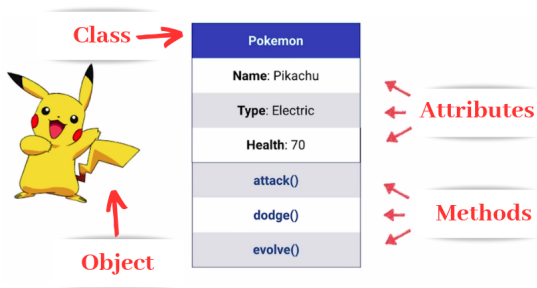 Class
Pokemon
Name: Pikachu
Type: Electric
Health: 70
Attributes
attack()
dodge()
evolve()
Methods
Object